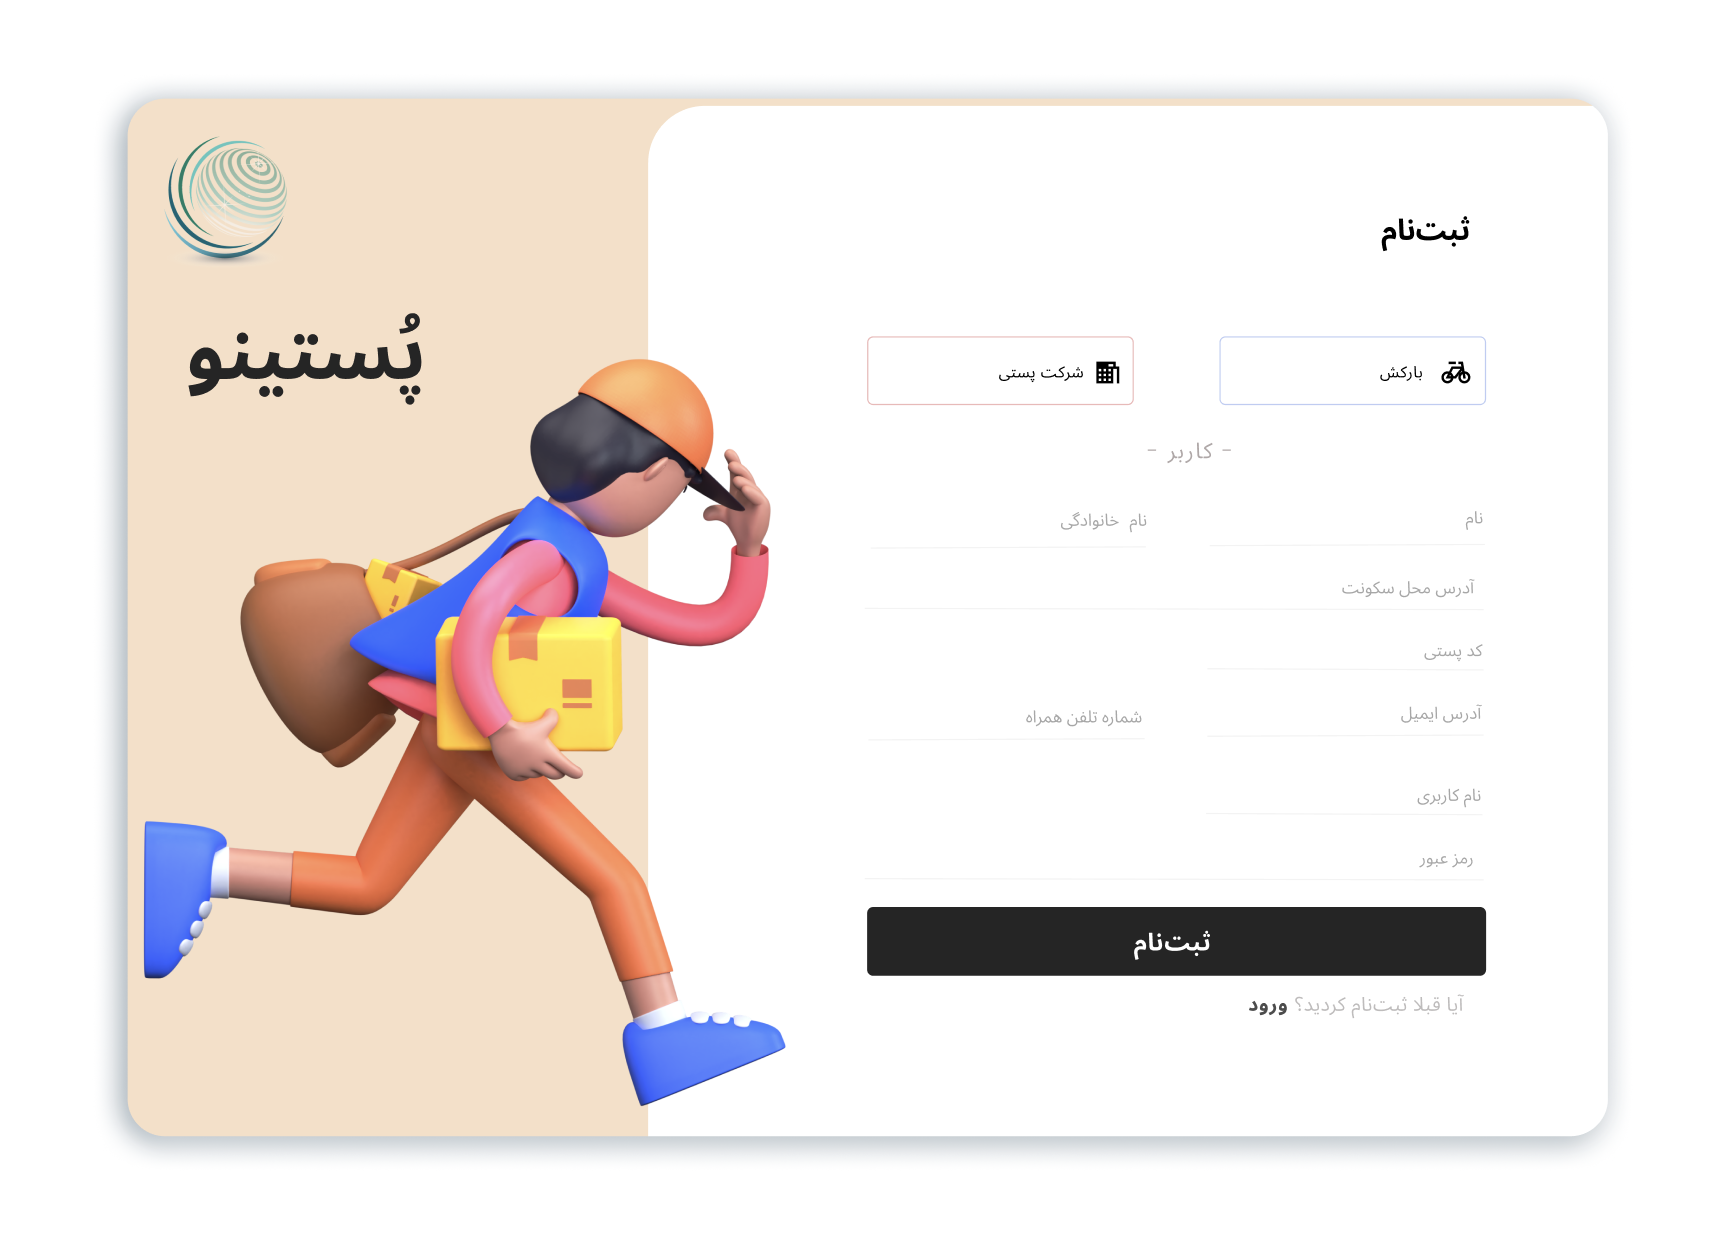 پُستینو
ثبت‌نام
بارکش
شرکت پستی
- کاربر -
نام
نام خانوادگی
آدرس محل سکونت
کد پستی
آدرس ایمیل
شماره تلفن همراه
نام کاربری
رمز عبور
ثبت‌نام
آیا قبلا ثبت‌نام کردید؟ ورود